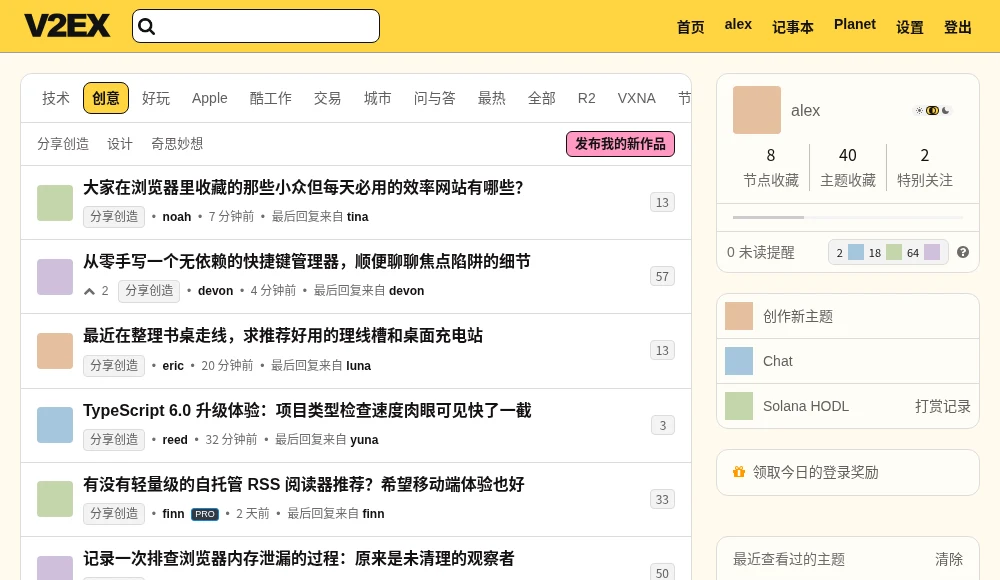 V2EX
首页 alex 记事本 Planet 设置 登出
技术 创意 好玩 Apple 酷工作 交易 城市 问与答 最热 全部 R2 VXNA 节
分享创造 设计 奇思妙想 发布我的新作品
大家在浏览器里收藏的那些小众但每天必用的效率网站有哪些?
分享创造 • noah • 7 分钟前 • 最后回复来自 tina
13
从零手写一个无依赖的快捷键管理器，顺便聊聊焦点陷阱的细节
2 分享创造 • devon • 4 分钟前 • 最后回复来自 devon
57
最近在整理书桌走线，求推荐好用的理线槽和桌面充电站
分享创造 • eric • 20 分钟前 • 最后回复来自 luna
13
TypeScript 6.0 升级体验：项目类型检查速度肉眼可见快了一截
分享创造 • reed • 32 分钟前 • 最后回复来自 yuna
3
有没有轻量级的自托管 RSS 阅读器推荐？希望移动端体验也好
分享创造 • finn PRO • 2 天前 • 最后回复来自 finn
33
记录一次排查浏览器内存泄漏的过程：原来是未清理的观察者
50
alex
8 40 2
节点收藏 主题收藏 特别关注
0 未读提醒 2 18 64
创作新主题
Chat
Solana HODL 打赏记录
领取今日的登录奖励
最近查看过的主题 清除